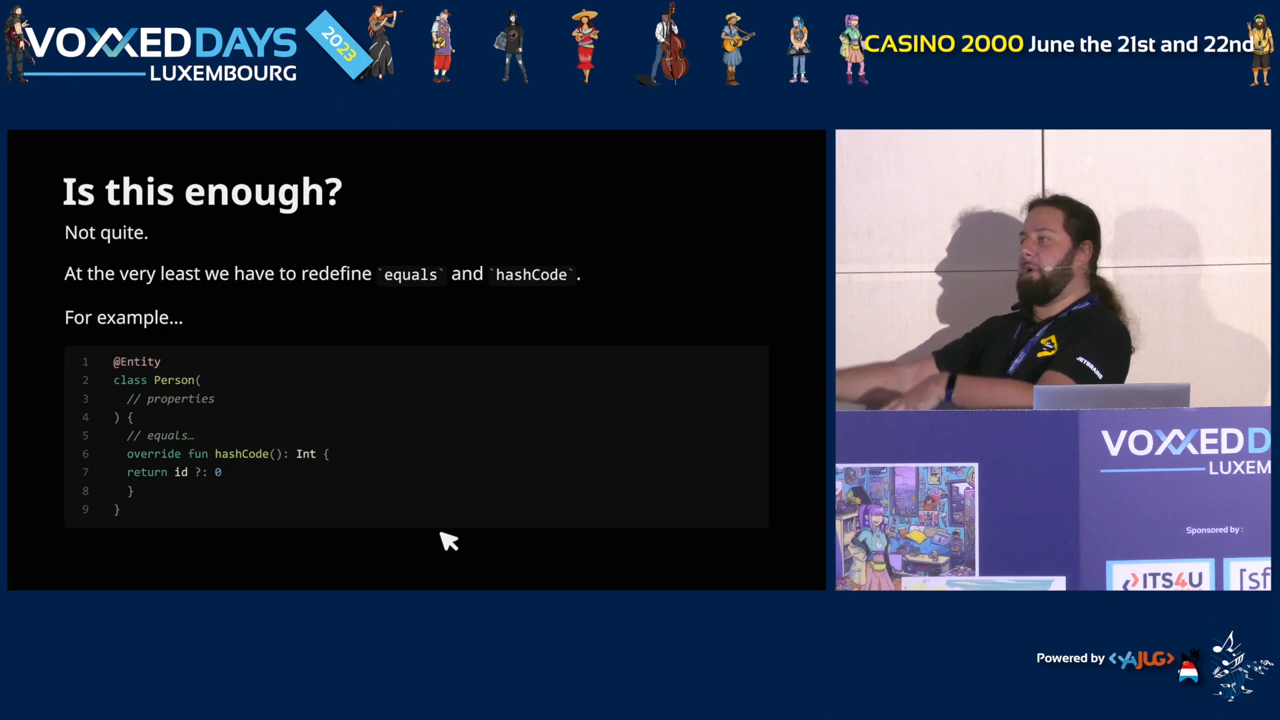 VOXXED DAYS
LUXEMBOURG
2023
CASINO 2000 June the 21st and 22nd
Is this enough?
Not quite.
At the very least we have to redefine `equals` and `hashCode`.
For example…
1 @Entity
2 class Person(
3 // properties
4 ) {
5 // equals…
6 override fun hashCode(): Int {
7 return id ?: 0
8 }
9 }
JETBRAINS
VOXXED D
LUXEM
Sponsored by :
ITS4U
[sf
Powered by <YAJUG>